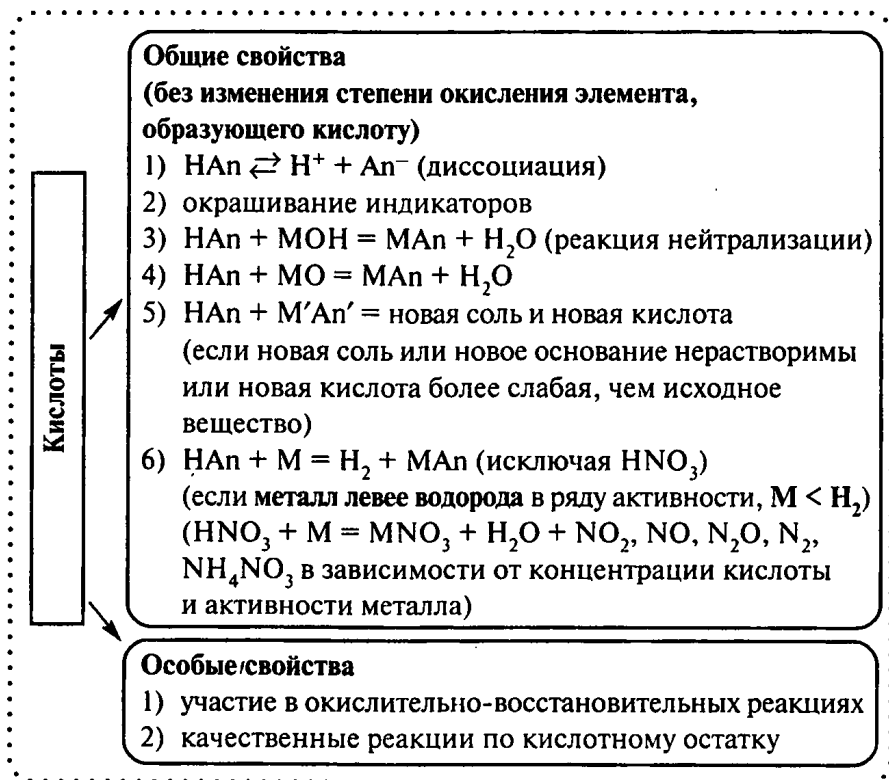 Кислоты
Общие свойства
(без изменения степени окисления элемента,
образующего кислоту)
1) HAn ⇄ H⁺ + An⁻ (диссоциация)
2) окрашивание индикаторов
3) HAn + MOH = MAn + H₂O (реакция нейтрализации)
4) HAn + MO = MAn + H₂O
5) HAn + M′An′ = новая соль и новая кислота
(если новая соль или новое основание нерастворимы
или новая кислота более слабая, чем исходное
вещество)
6) HAn + M = H₂ + MAn (исключая HNO₃)
(если металл левее водорода в ряду активности, M < H₂)
(HNO₃ + M = MNO₃ + H₂O + NO₂, NO, N₂O, N₂,
NH₄NO₃ в зависимости от концентрации кислоты
и активности металла)
Особые свойства
1) участие в окислительно-восстановительных реакциях
2) качественные реакции по кислотному остатку